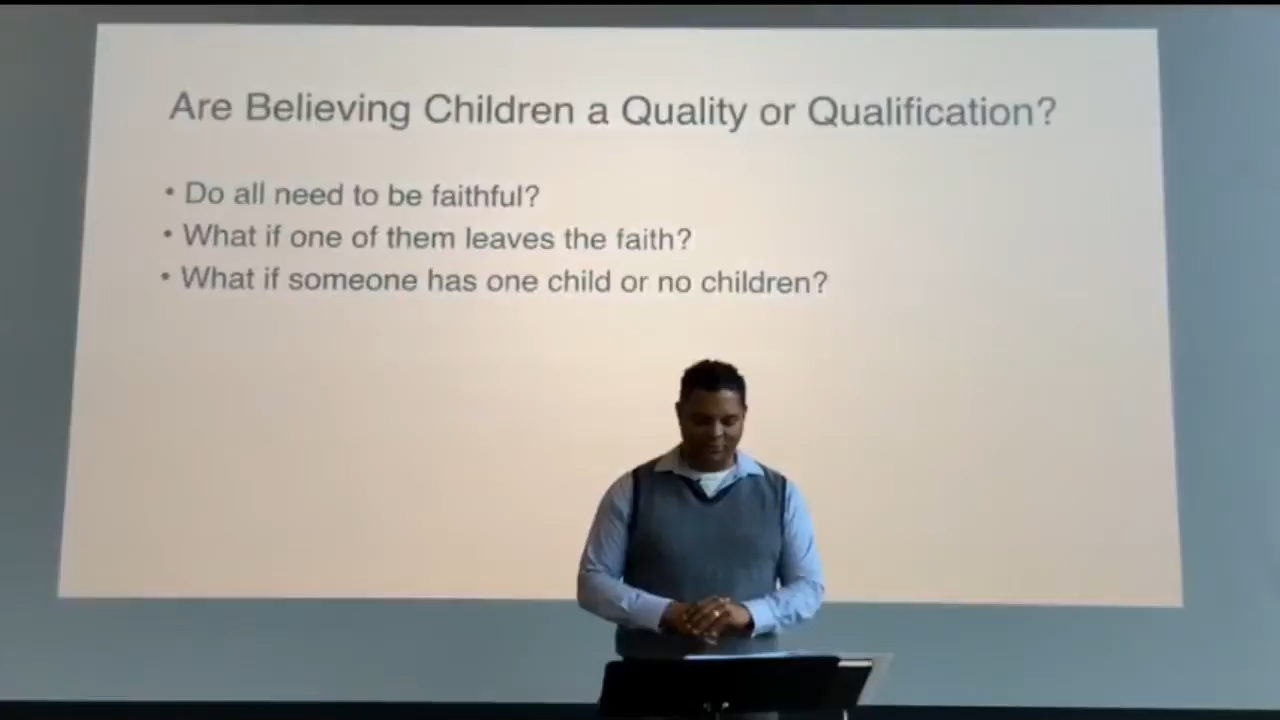 Are Believing Children a Quality or Qualification?
• Do all need to be faithful?
• What if one of them leaves the faith?
• What if someone has one child or no children?